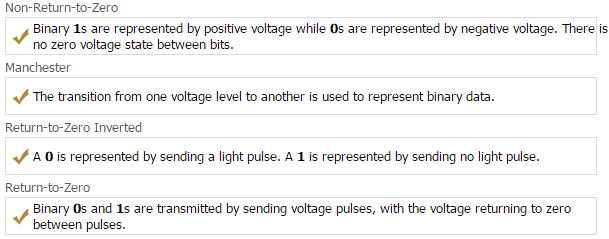 Non-Return-to-Zero
Binary 1s are represented by positive voltage while 0s are represented by negative voltage. There is
no zero voltage state between bits.
Manchester
The transition from one voltage level to another is used to represent binary data.
Return-to-Zero Inverted
A 0 is represented by sending a light pulse. A 1 is represented by sending no light pulse.
Return-to-Zero
Binary 0s and 1s are transmitted by sending voltage pulses, with the voltage returning to zero
between pulses.